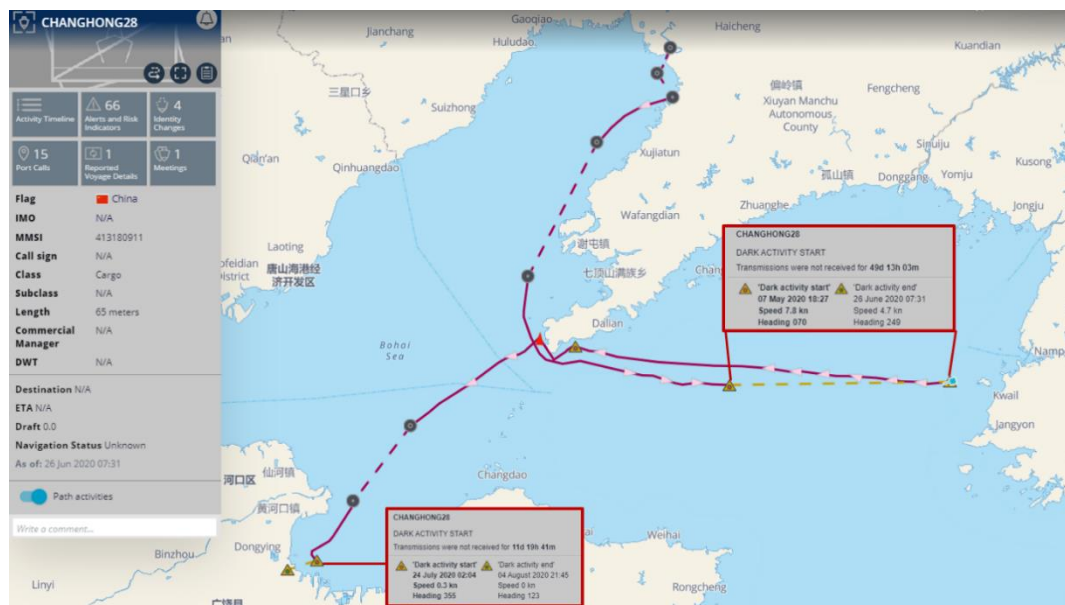 CHANGHONG28
Activity Timeline
66
Alerts and Risk
Indicators
4
Identity
Changes
15
Port Calls
1
Reported
Voyage Details
1
Meetings
Flag China
IMO N/A
MMSI 413180911
Call sign N/A
Class Cargo
Subclass N/A
Length 65 meters
Commercial
Manager N/A
DWT N/A
Destination N/A
ETA N/A
Draft 0.0
Navigation Status Unknown
As of: 26 Jun 2020 07:31
Path activities
Write a comment...
Gaoqiao
Jianchang
Huludao
Haicheng
Kuandian
三星口乡
Suizhong
偏岭镇
Xiuyan Manchu
Autonomous
County
Fengcheng
Qian'an
Qinhuangdao
Xujiatun
Sinuiju
Kusong
孤山镇
Donggang
Yomju
Jongju
Zhuanghe
Wafangdian
Laoting
谢屯镇
唐山海港经
济开发区
七顶山满族乡
Dalian
Bohai
Sea
Kwail
Jangyon
河口区
仙河镇
Changdao
黄河口镇
Weihai
Binzhou
Dongying
Linyi
Rongcheng
CHANGHONG28
DARK ACTIVITY START
Transmissions were not received for 49d 13h 03m
'Dark activity start' 'Dark activity end'
07 May 2020 18:27 26 June 2020 07:31
Speed 7.8 kn Speed 4.7 kn
Heading 070 Heading 249
CHANGHONG28
DARK ACTIVITY START
Transmissions were not received for 11d 19h 41m
'Dark activity start' 'Dark activity end'
24 July 2020 02:04 04 August 2020 21:45
Speed 0.3 kn Speed 0 kn
Heading 355 Heading 123